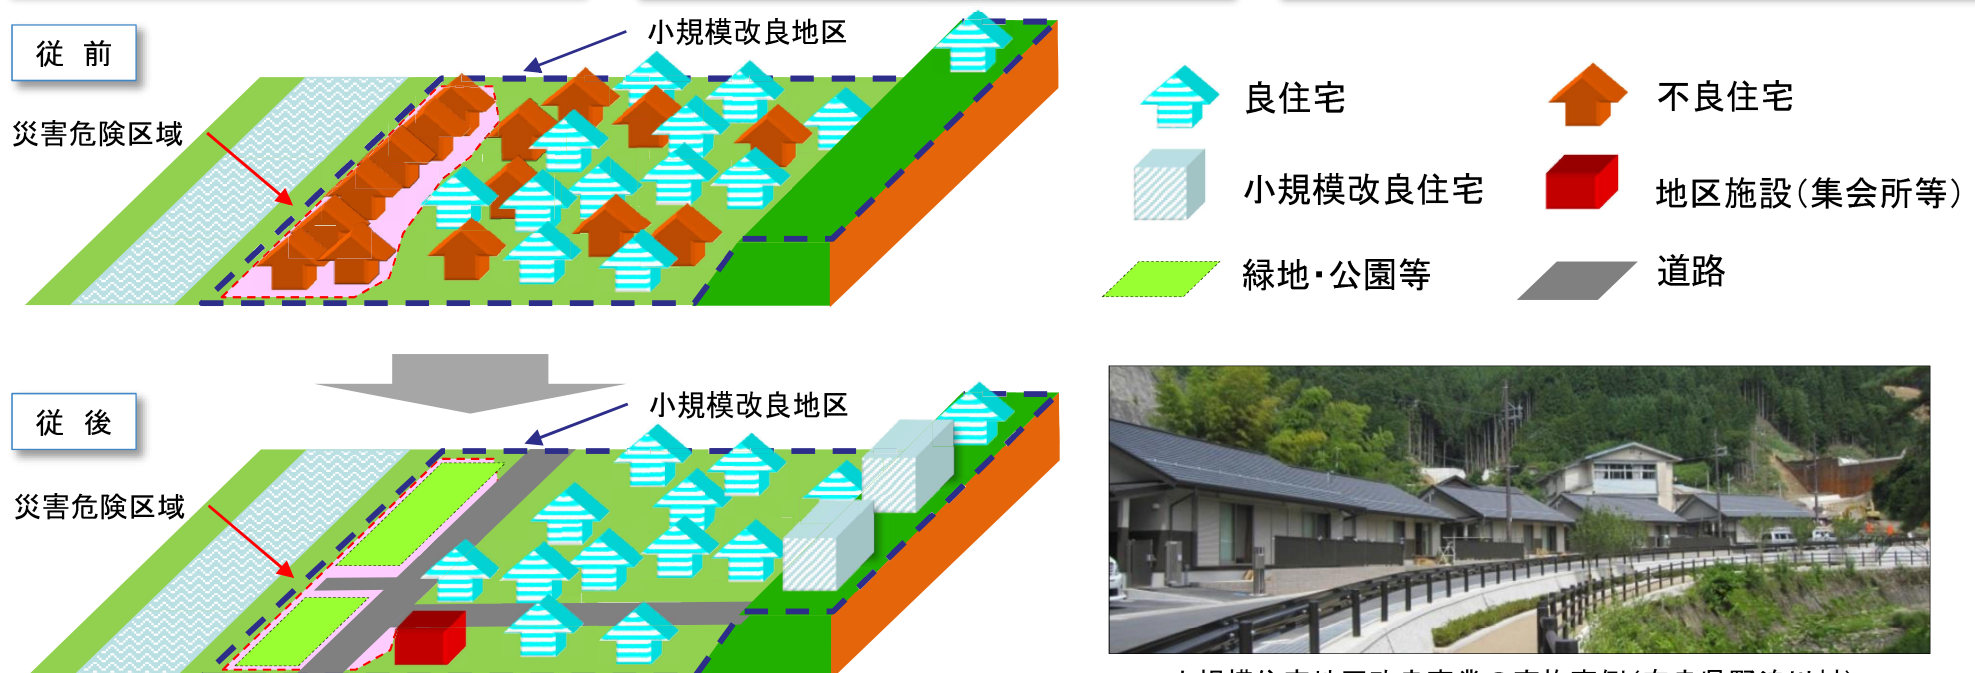 従 前
小規模改良地区
災害危険区域
良住宅
不良住宅
小規模改良住宅
地区施設(集会所等)
緑地・公園等
道路
従 後
小規模改良地区
災害危険区域